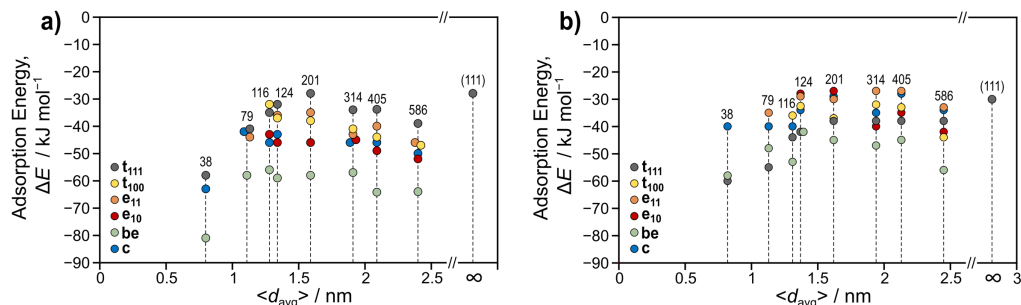 a)
Adsorption Energy,
ΔE / kJ mol⁻¹
0
−10
−20
−30
−40
−50
−60
−70
−80
−90
38
79
116
124
201
314
405
586
(111)
t₁₁₁
t₁₀₀
e₁₁
e₁₀
be
c
0
0.5
1
1.5
2
2.5
∞
<d_avg> / nm
b)
Adsorption Energy,
ΔE / kJ mol⁻¹
0
−10
−20
−30
−40
−50
−60
−70
−80
−90
38
79
116
124
201
314
405
586
(111)
t₁₁₁
t₁₀₀
e₁₁
e₁₀
be
c
0
0.5
1
1.5
2
2.5
∞
3
<d_avg> / nm